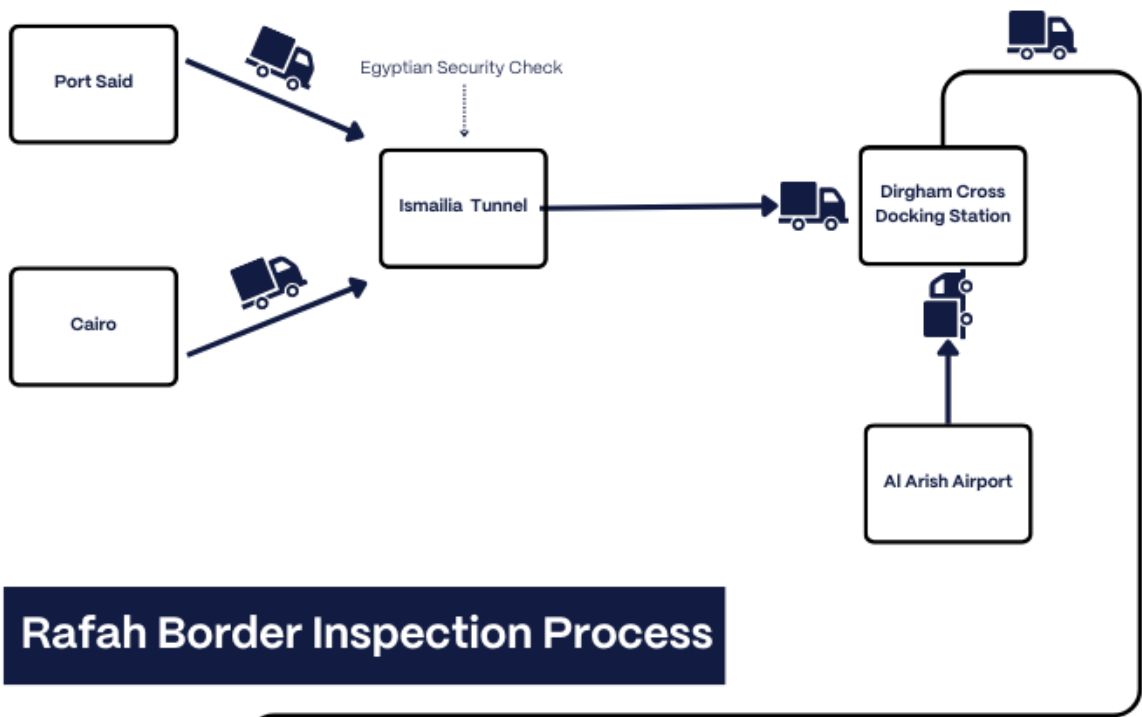 Port Said
Egyptian Security Check
Ismailia Tunnel
Dirgham Cross
Docking Station
Cairo
Al Arish Airport
Rafah Border Inspection Process